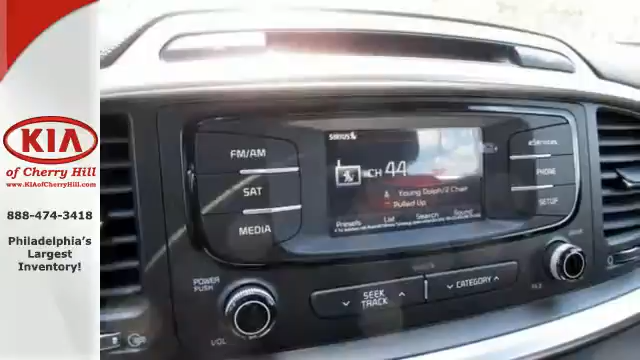 KIA
of Cherry Hill
www.KIAofCherryHill.com
888-474-3418
Philadelphia's
Largest
Inventory!
SIRIUS
FM/AM
CH 44
eServices
SAT
Young Dolph/2 Chai
Pulled Up
PHONE
MEDIA
Presets List Search Sound
SETUP
POWER
PUSH
VOL
SEEK
TRACK
CATEGORY
FILE